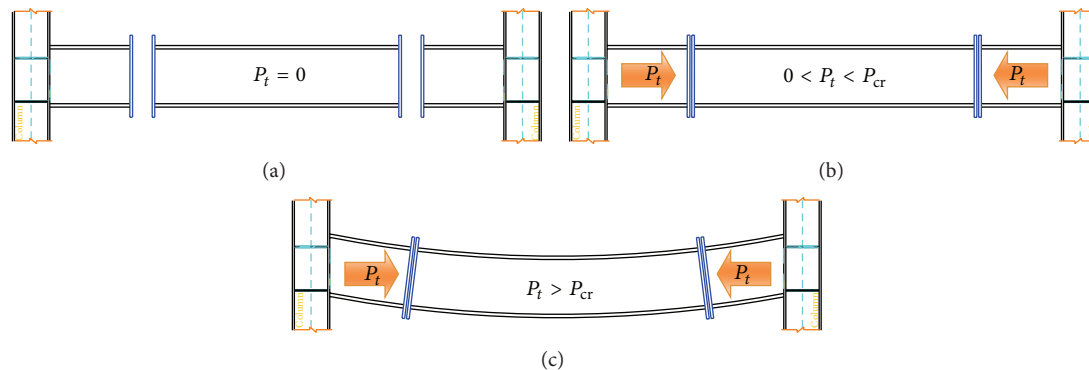 P_t = 0
Column
Column
(a)
P_t
0 < P_t < P_cr
P_t
Column
Column
(b)
P_t
P_t > P_cr
P_t
Column
Column
(c)